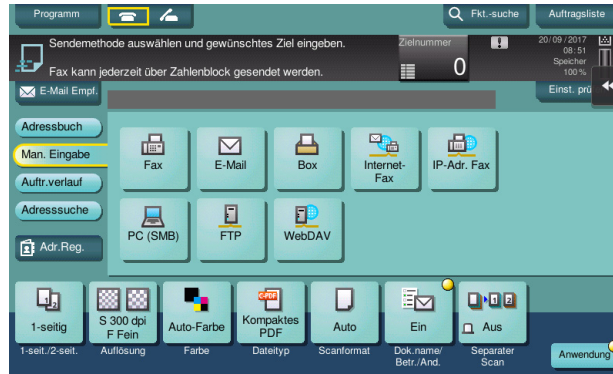 Programm
Fkt.-suche
Auftragsliste
Sendemethode auswählen und gewünschtes Ziel eingeben.
Fax kann jederzeit über Zahlenblock gesendet werden.
Zielnummer
0
20/09/2017
08:51
Speicher
100 %
E-Mail Empf.
Einst. prü
Adressbuch
Man. Eingabe
Auftr.verlauf
Adresssuche
Adr.Reg.
Fax
E-Mail
Box
Internet-
Fax
IP-Adr. Fax
PC (SMB)
FTP
WebDAV
1-seitig
S 300 dpi
F Fein
Auto-Farbe
cPDF
Kompaktes
PDF
Auto
Ein
1 2
Aus
1-seit./2-seit.
Auflösung
Farbe
Dateityp
Scanformat
Dok.name/
Betr./And.
Separater
Scan
Anwendung